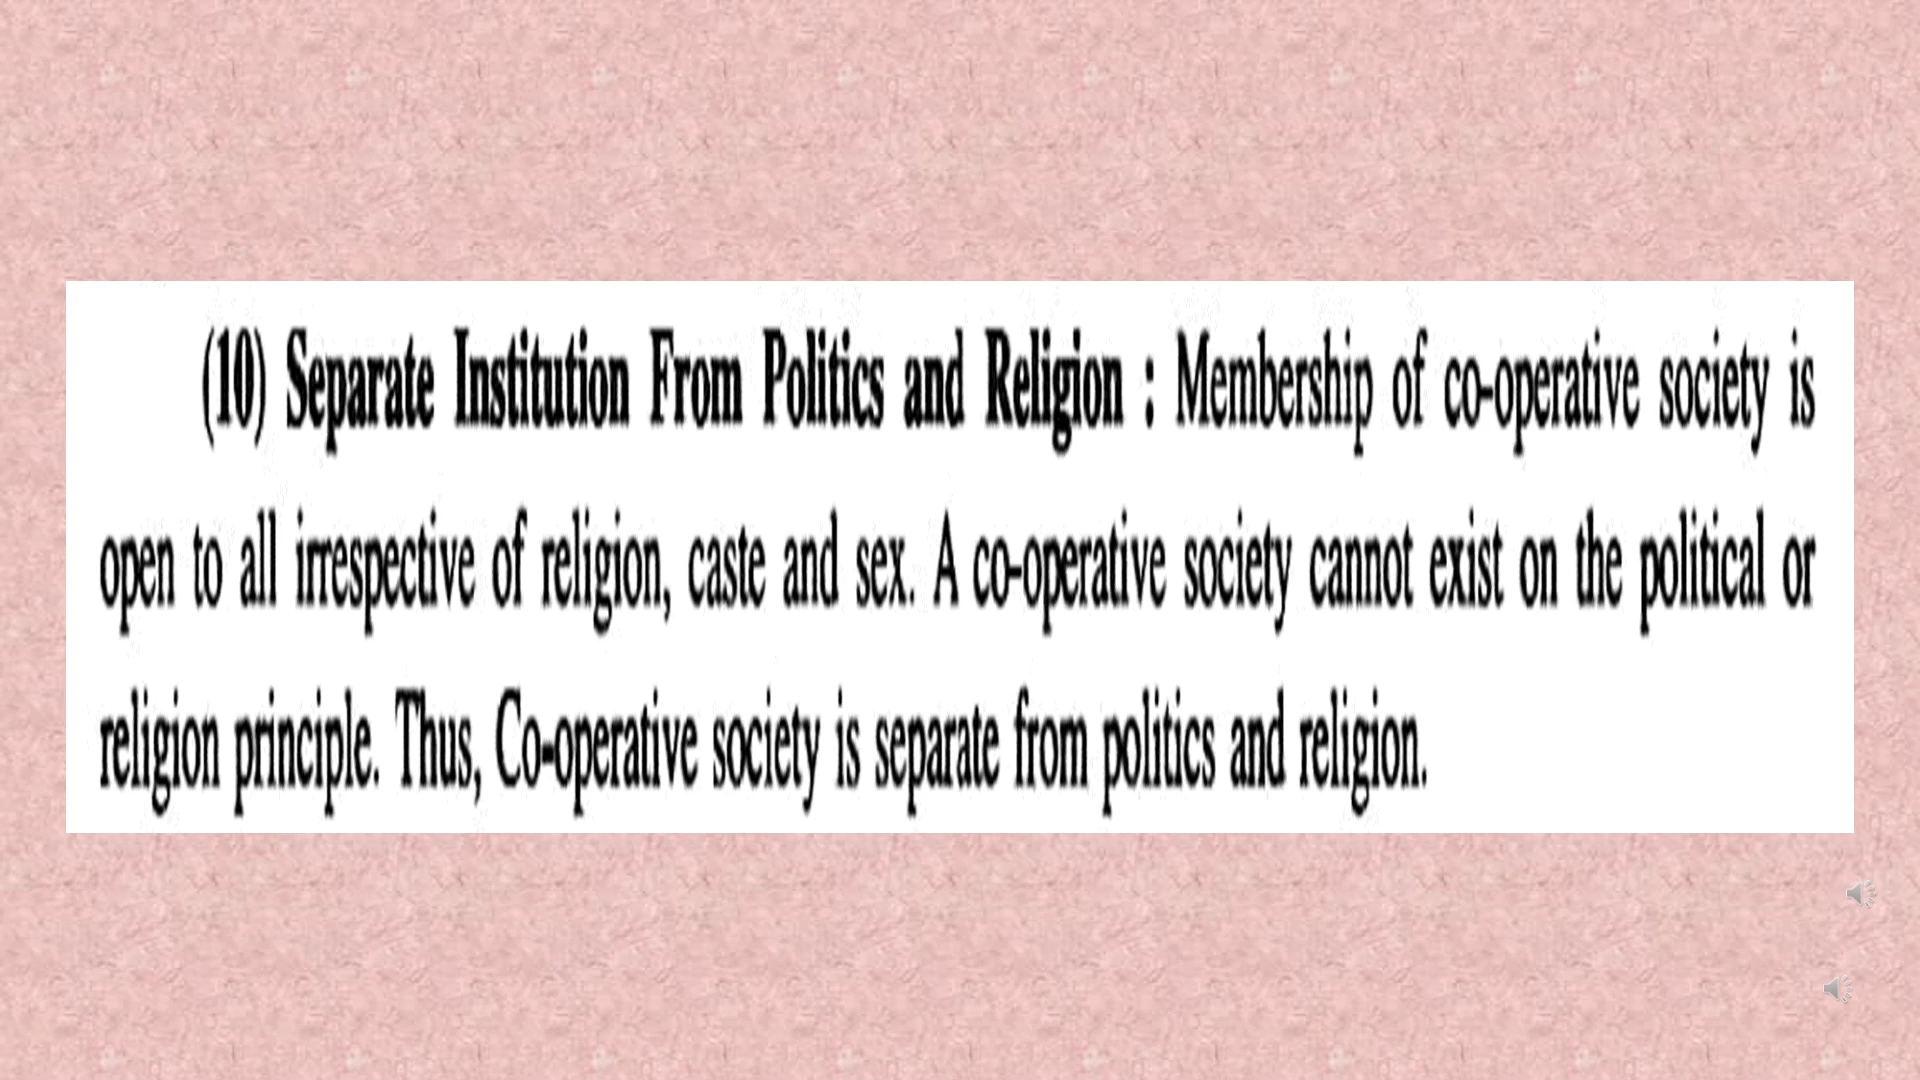 (10) Separate Institution From Politics and Religion : Membership of co-operative society is
open to all irrespective of religion, caste and sex. A co-operative society cannot exist on the political or
religion principle. Thus, Co-operative society is separate from politics and religion.